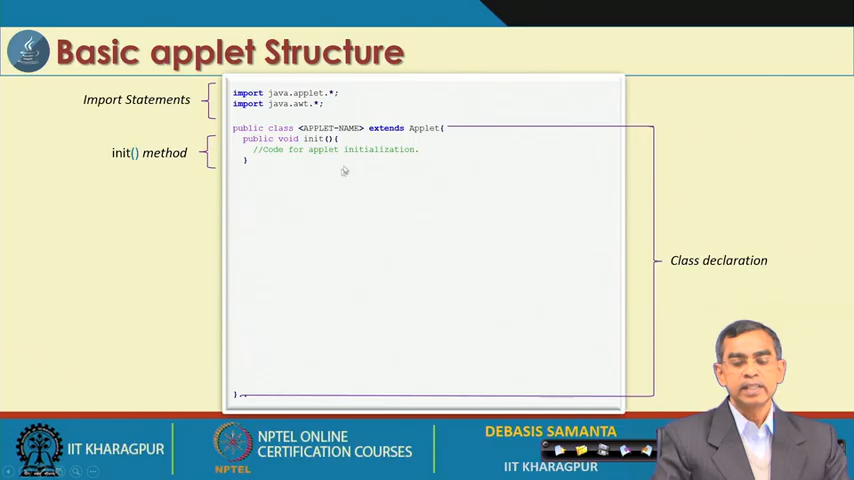 Basic applet Structure
Import Statements
import java.applet.*;
import java.awt.*;
public class <APPLET-NAME> extends Applet{
public void init(){
//Code for applet initialization.
}
init() method
Class declaration
}
IIT KHARAGPUR
NPTEL
NPTEL ONLINE
CERTIFICATION COURSES
DEBASIS SAMANTA
IIT KHARAGPUR